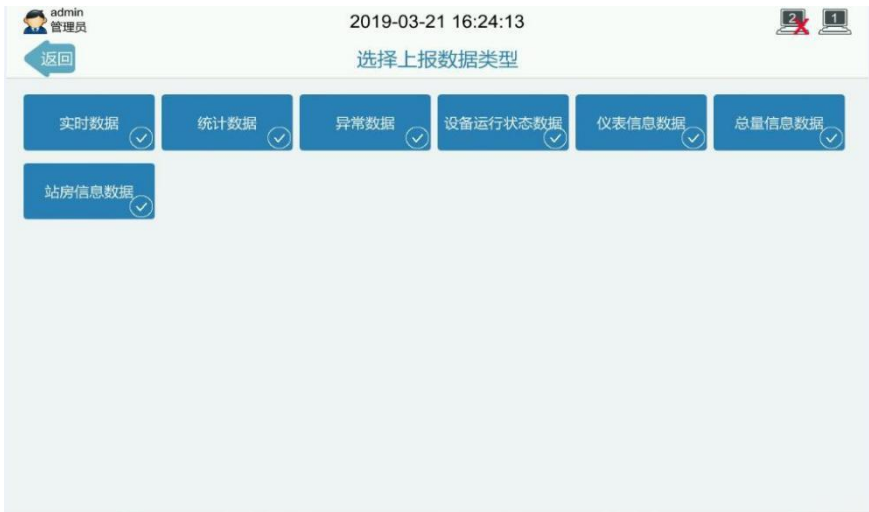 admin
管理员
2019-03-21 16:24:13
2
1
返回
选择上报数据类型
实时数据
统计数据
异常数据
设备运行状态数据
仪表信息数据
总量信息数据
站房信息数据